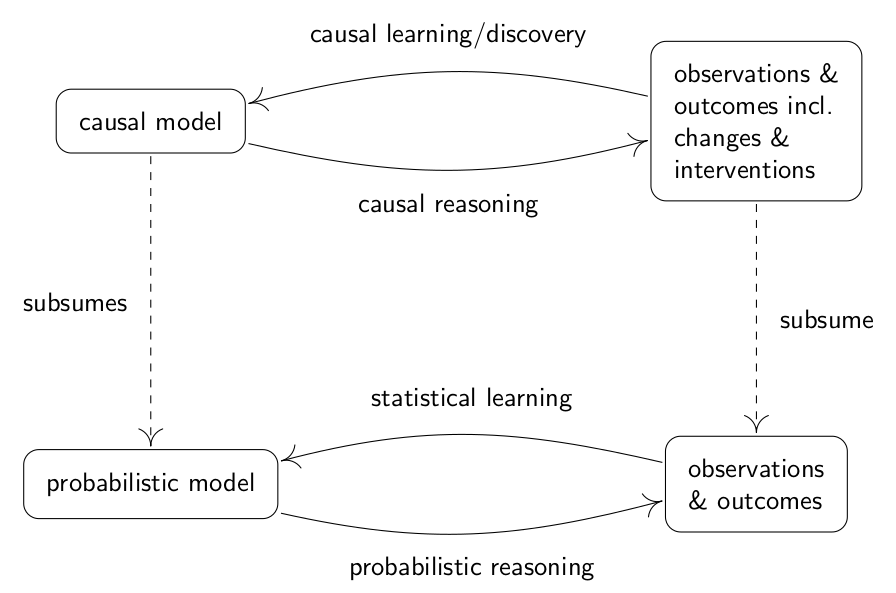 causal learning/discovery
causal model
observations &
outcomes incl.
changes &
interventions
causal reasoning
subsumes
subsume
statistical learning
probabilistic model
observations
& outcomes
probabilistic reasoning